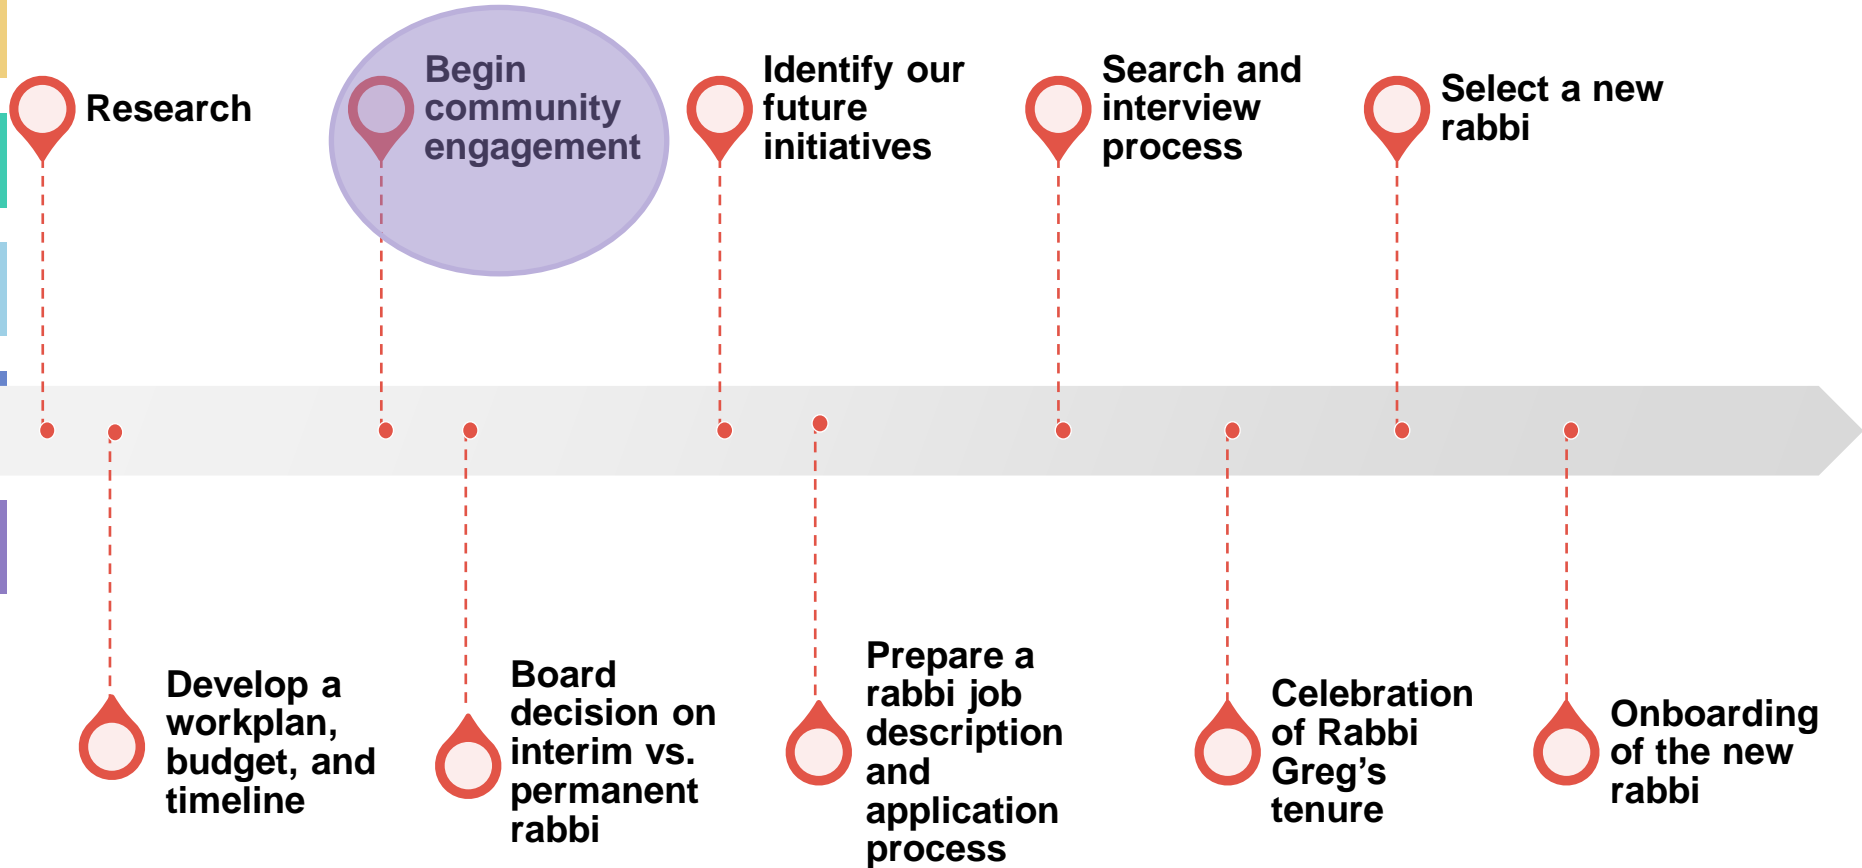 Research
Begin
community
engagement
Identify our
future
initiatives
Search and
interview
process
Select a new
rabbi
Develop a
workplan,
budget, and
timeline
Board
decision on
interim vs.
permanent
rabbi
Prepare a
rabbi job
description
and
application
process
Celebration
of Rabbi
Greg’s
tenure
Onboarding
of the new
rabbi